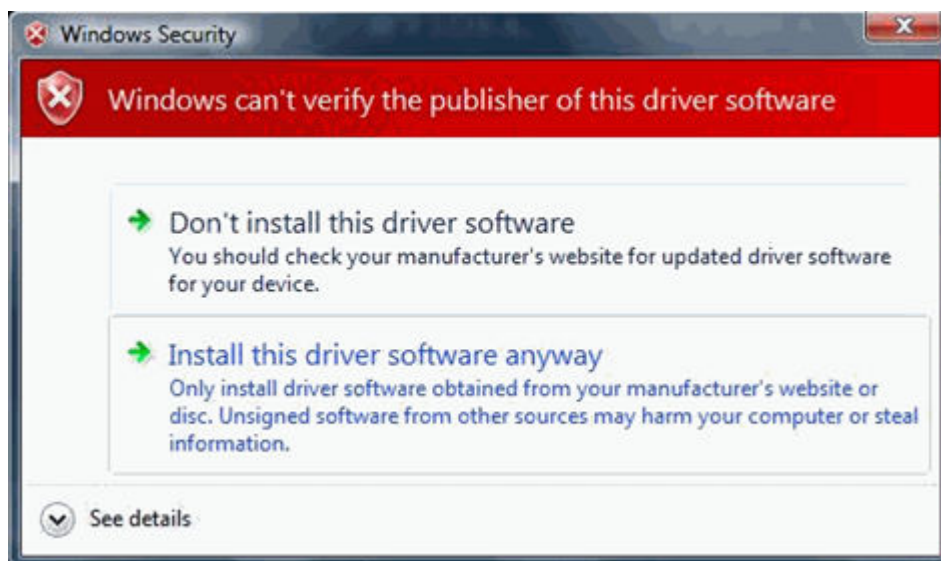 Windows Security
Windows can't verify the publisher of this driver software
Don't install this driver software
You should check your manufacturer's website for updated driver software
for your device.
Install this driver software anyway
Only install driver software obtained from your manufacturer's website or
disc. Unsigned software from other sources may harm your computer or steal
information.
See details